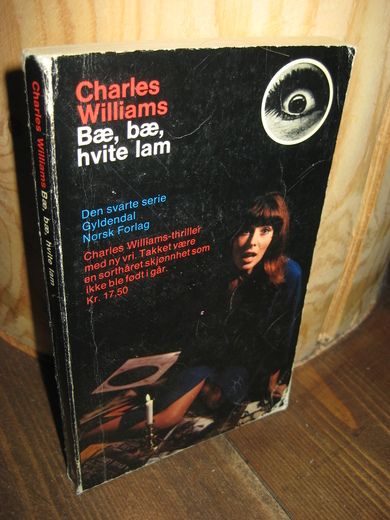 Charles
Williams
Bæ, bæ,
hvite lam
Den svarte serie
Gyldendal
Norsk Forlag
Charles Williams-thriller
med ny vri. Takket være
en sorthåret skjønnhet som
ikke ble født i går.
Kr. 17,50
Charles Williams Bæ, bæ, hvite lam